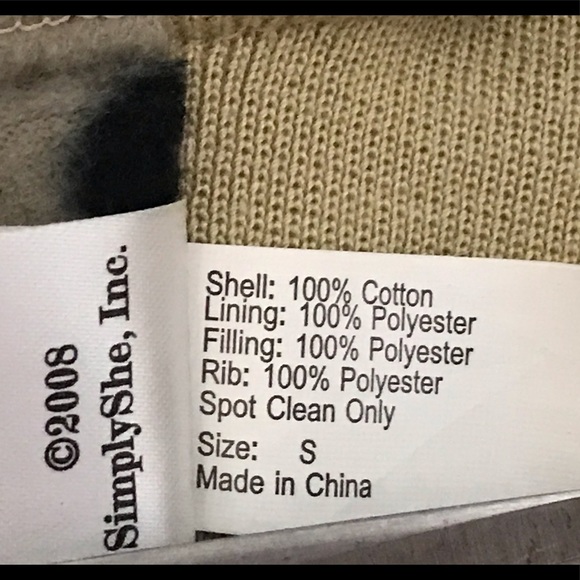 ©2008
SimplyShe, Inc.
Shell: 100% Cotton
Lining: 100% Polyester
Filling: 100% Polyester
Rib: 100% Polyester
Spot Clean Only
Size: S
Made in China